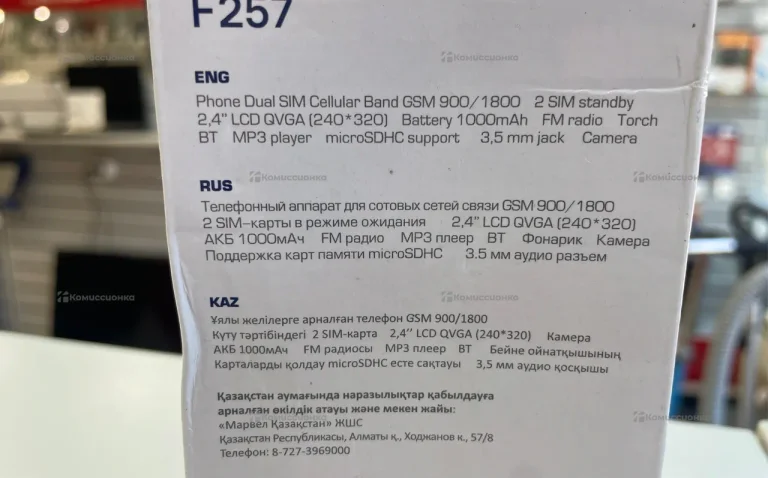 F257
ENG
Phone Dual SIM Cellular Band GSM 900/1800 2 SIM standby
2,4" LCD QVGA (240*320) Battery 1000mAh FM radio Torch
BT MP3 player microSDHC support 3,5 mm jack Camera
RUS
Телефонный аппарат для сотовых сетей связи GSM 900/1800
2 SIM-карты в режиме ожидания 2,4" LCD QVGA (240*320)
АКБ 1000мАч FM радио MP3 плеер BT Фонарик Камера
Поддержка карт памяти microSDHC 3.5 мм аудио разъем
KAZ
Ұялы желілерге арналған телефон GSM 900/1800
Күту тәртібіндегі 2 SIM-карта 2,4'' LCD QVGA (240*320) Камера
АКБ 1000мАч FM радиосы MP3 плеер BT Бейне ойнатқышының
Карталарды қолдау microSDHC есте сақтауы 3,5 мм аудио қосқышы
Қазақстан аумағында наразылықтар қабылдауға
арналған өкілдік атауы және мекен жайы:
«Марвел Қазақстан» ЖШС
Қазақстан Республикасы, Алматы қ., Ходжанов к., 57/8
Телефон: 8-727-3969000
Комиссионка
Комиссионка
Комиссионка
Комиссионка
Комиссионка
Комиссионка
Комиссионка
Комиссионка